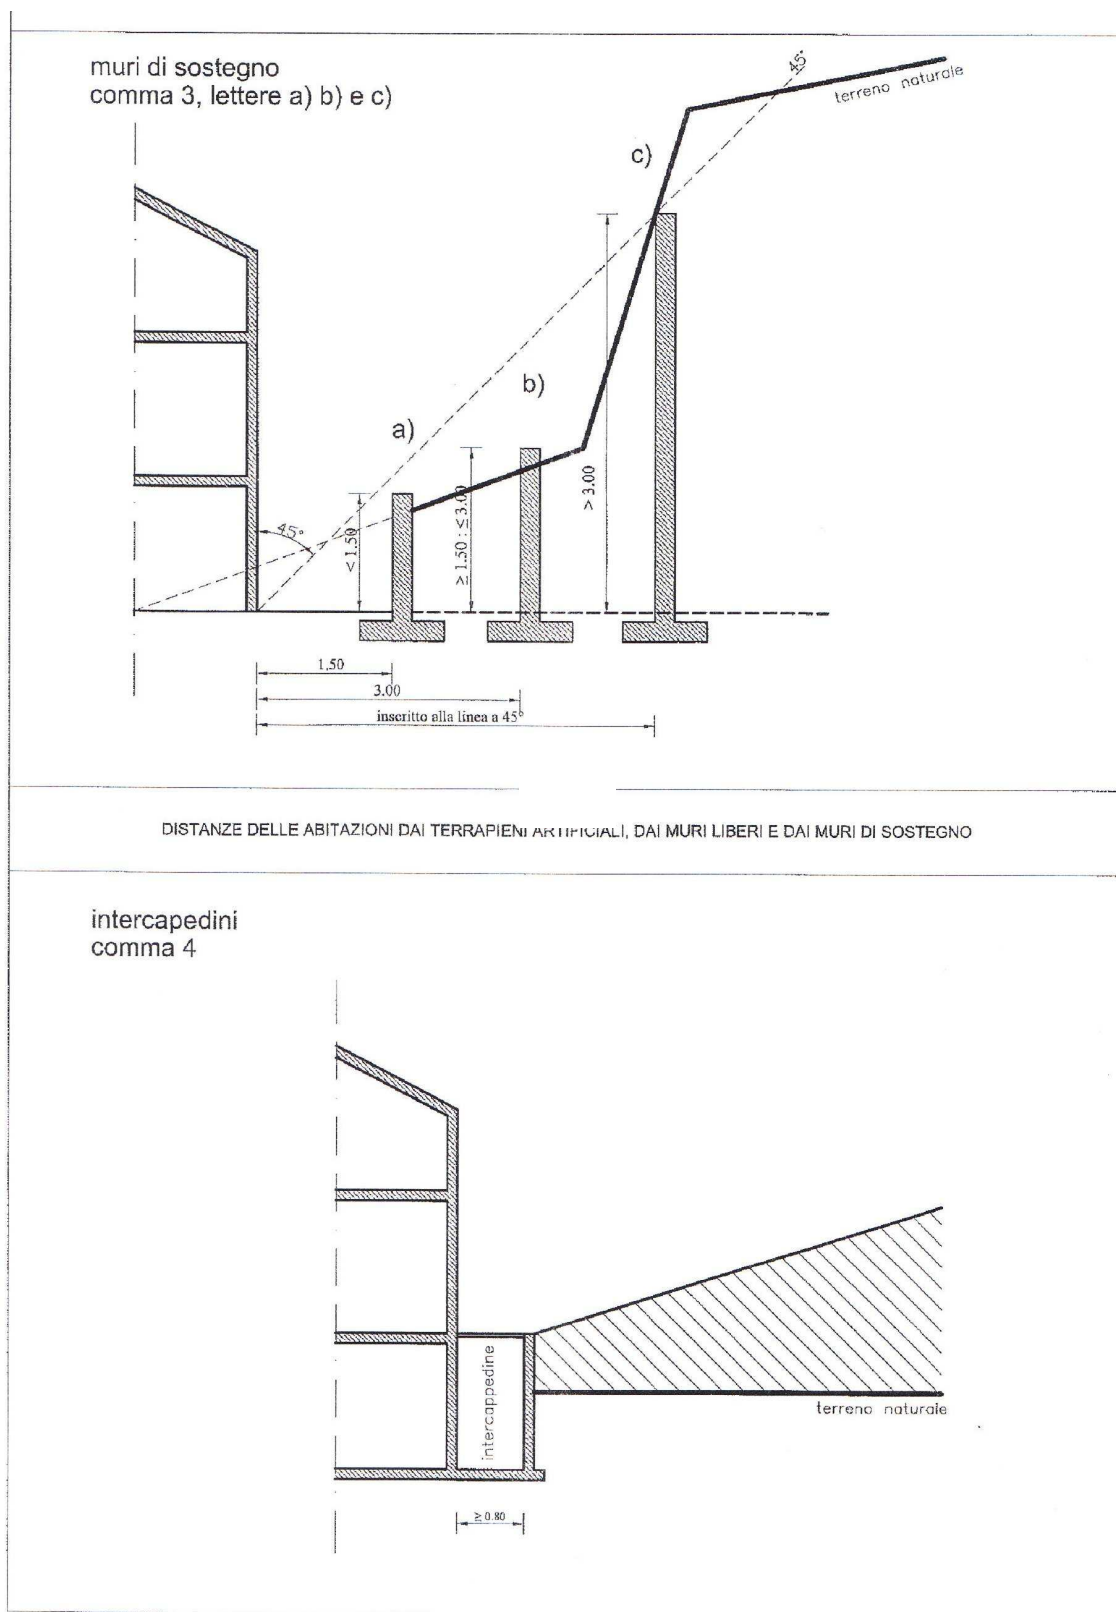 muri di sostegno
comma 3, lettere a) b) e c)
45°
terreno naturale
c)
b)
a)
45°
< 1.50
≥ 1.50 : ≤ 3.00
> 3.00
1,50
3.00
inscritto alla linea a 45°
DISTANZE DELLE ABITAZIONI DAI TERRAPIENI ARTIFICIALI, DAI MURI LIBERI E DAI MURI DI SOSTEGNO
intercapedini
comma 4
intercappedine
terreno naturale
≥ 0.80